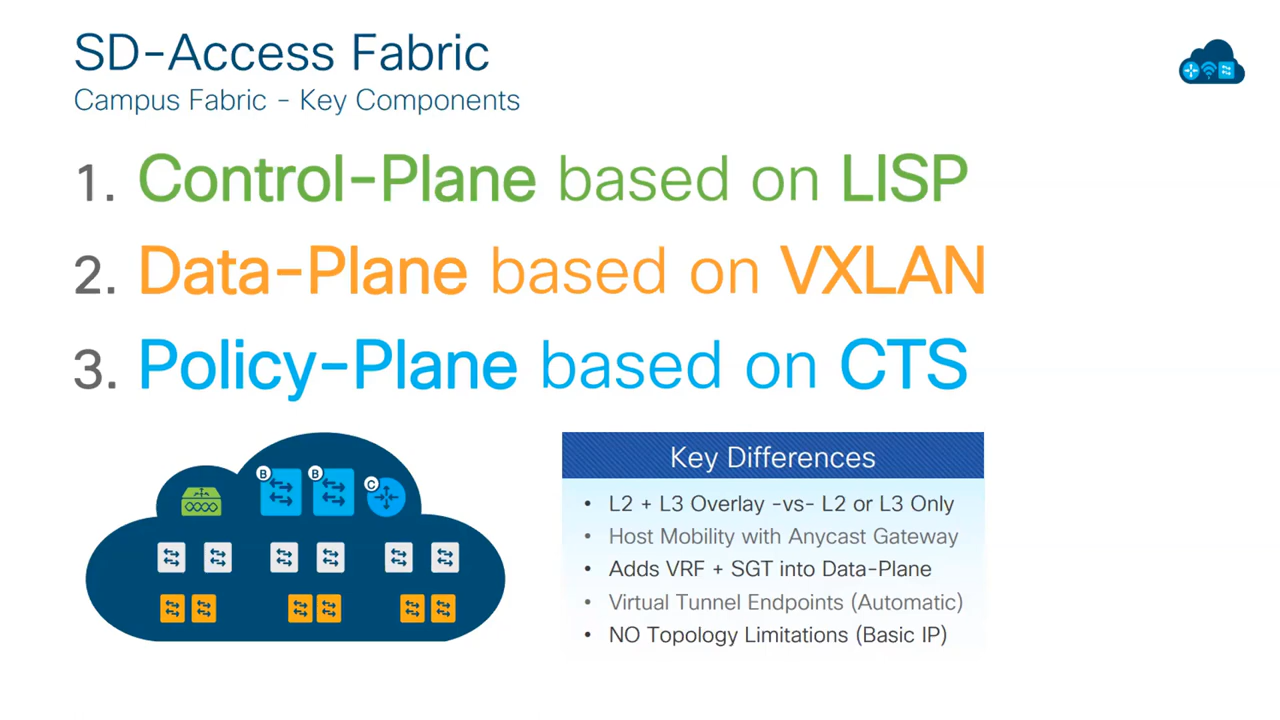 SD-Access Fabric
Campus Fabric - Key Components
1. Control-Plane based on LISP
2. Data-Plane based on VXLAN
3. Policy-Plane based on CTS
B B C
Key Differences
• L2 + L3 Overlay -vs- L2 or L3 Only
• Host Mobility with Anycast Gateway
• Adds VRF + SGT into Data-Plane
• Virtual Tunnel Endpoints (Automatic)
• NO Topology Limitations (Basic IP)